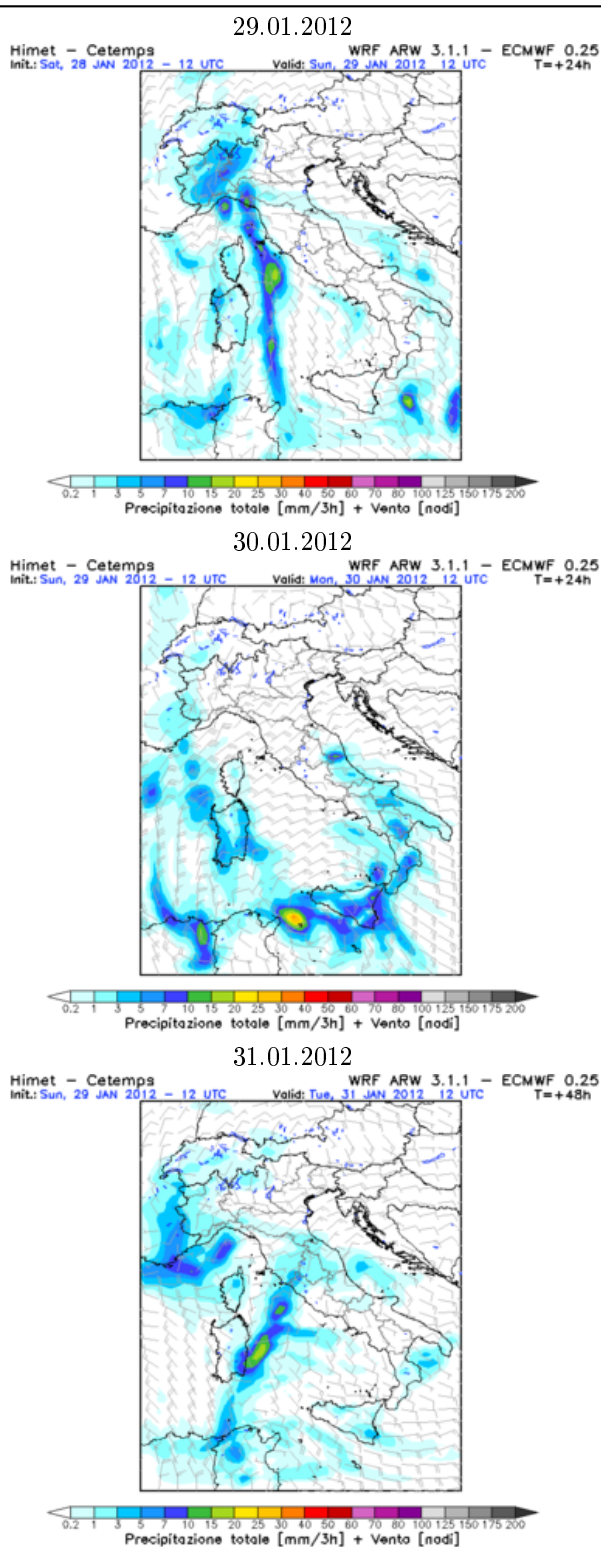 29.01.2012
Himet – Cetemps WRF ARW 3.1.1 – ECMWF 0.25
Init.: Sat, 28 JAN 2012 – 12 UTC Valid: Sun, 29 JAN 2012 12 UTC T=+24h
0.2 1 3 5 7 10 15 20 25 30 40 50 60 70 80 100 125 150 175 200
Precipitazione totale [mm/3h] + Vento [nodi]
30.01.2012
Himet – Cetemps WRF ARW 3.1.1 – ECMWF 0.25
Init.: Sun, 29 JAN 2012 – 12 UTC Valid: Mon, 30 JAN 2012 12 UTC T=+24h
0.2 1 3 5 7 10 15 20 25 30 40 50 60 70 80 100 125 150 175 200
Precipitazione totale [mm/3h] + Vento [nodi]
31.01.2012
Himet – Cetemps WRF ARW 3.1.1 – ECMWF 0.25
Init.: Sun, 29 JAN 2012 – 12 UTC Valid: Tue, 31 JAN 2012 12 UTC T=+48h
0.2 1 3 5 7 10 15 20 25 30 40 50 60 70 80 100 125 150 175 200
Precipitazione totale [mm/3h] + Vento [nodi]